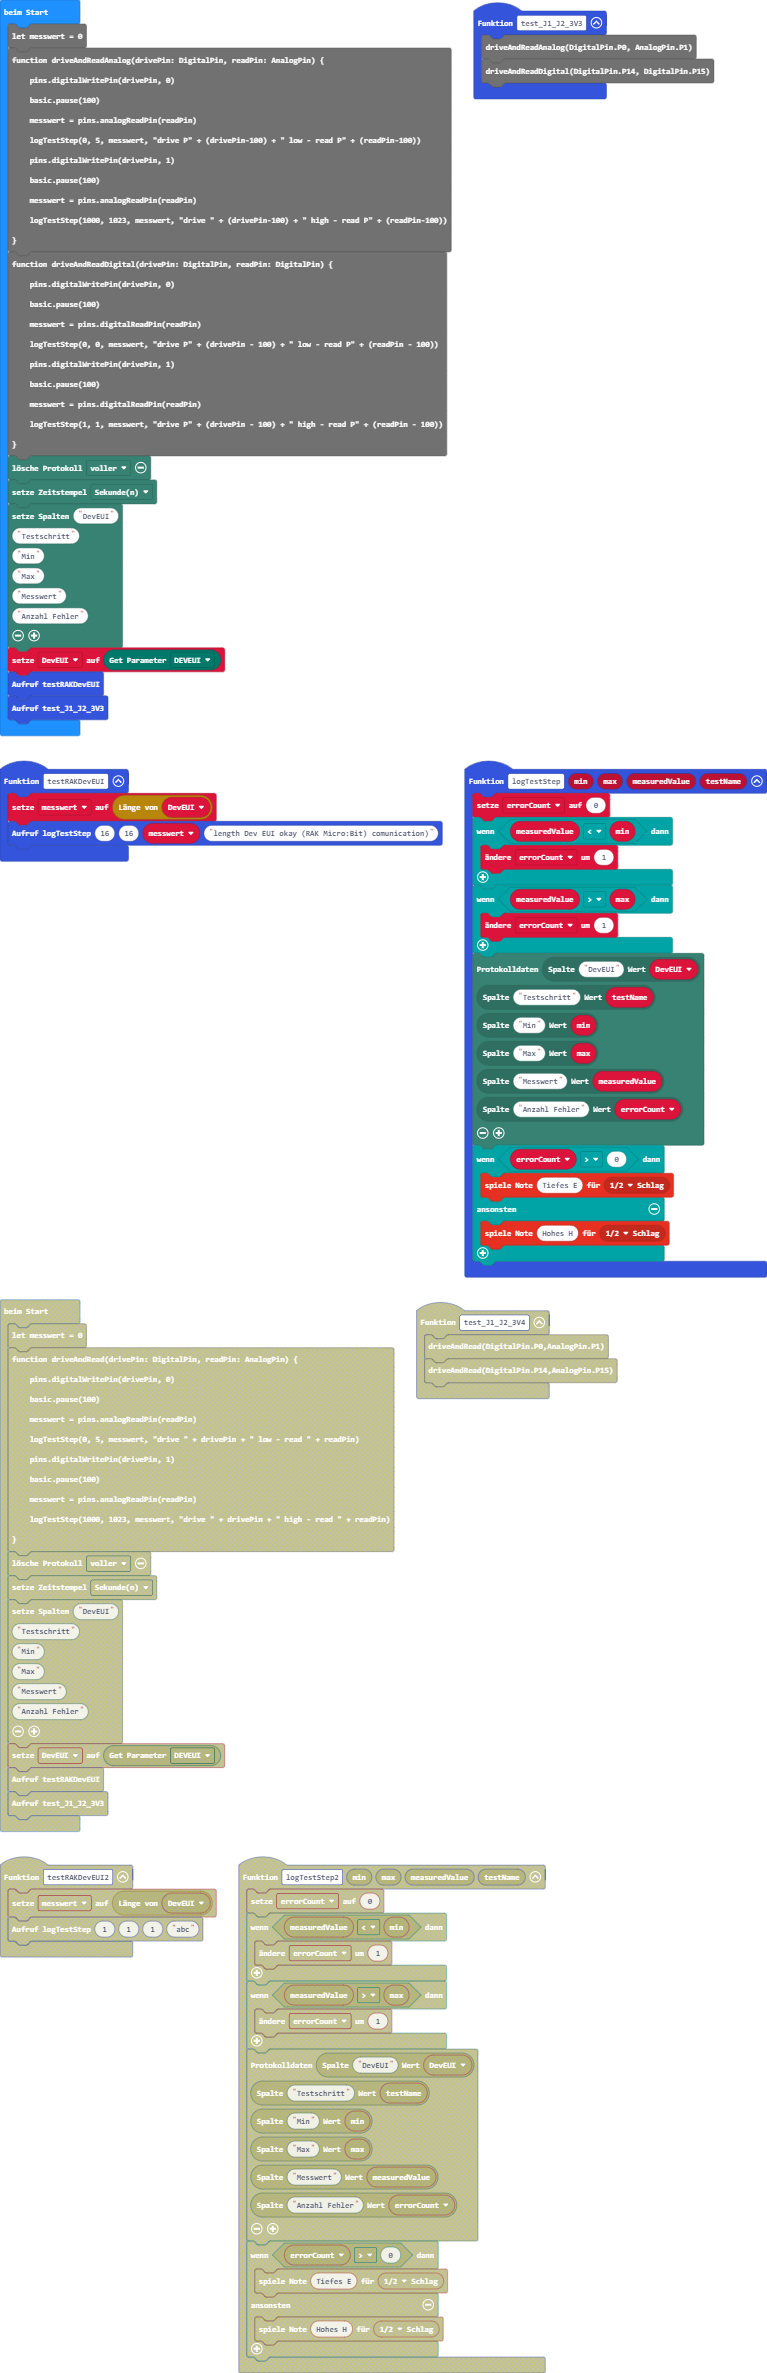 beim Start
let messwert = 0
function driveAndReadAnalog(drivePin: DigitalPin, readPin: AnalogPin) {
pins.digitalWritePin(drivePin, 0)
basic.pause(100)
messwert = pins.analogReadPin(readPin)
logTestStep(0, 5, messwert, "drive P" + (drivePin-100) + " low - read P" + (readPin-100))
pins.digitalWritePin(drivePin, 1)
basic.pause(100)
messwert = pins.analogReadPin(readPin)
logTestStep(1000, 1023, messwert, "drive " + (drivePin-100) + " high - read P" + (readPin-100))
}
function driveAndReadDigital(drivePin: DigitalPin, readPin: DigitalPin) {
pins.digitalWritePin(drivePin, 0)
basic.pause(100)
messwert = pins.digitalReadPin(readPin)
logTestStep(0, 0, messwert, "drive P" + (drivePin - 100) + " low - read P" + (readPin - 100))
pins.digitalWritePin(drivePin, 1)
basic.pause(100)
messwert = pins.digitalReadPin(readPin)
logTestStep(1, 1, messwert, "drive P" + (drivePin - 100) + " high - read P" + (readPin - 100))
}
lösche Protokoll voller
setze Zeitstempel Sekunde(n)
setze Spalten "DevEUI"
"Testschritt"
"Min"
"Max"
"Messwert"
"Anzahl Fehler"
setze DevEUI auf Get Parameter DEVEUI
Aufruf testRAKDevEUI
Aufruf test_J1_J2_3V3
Funktion test_J1_J2_3V3
driveAndReadAnalog(DigitalPin.P0, AnalogPin.P1)
driveAndReadDigital(DigitalPin.P14, DigitalPin.P15)
Funktion testRAKDevEUI
setze messwert auf Länge von DevEUI
Aufruf logTestStep 16 16 messwert "length Dev EUI okay (RAK Micro:Bit) comunication)"
Funktion logTestStep min max measuredValue testName
setze errorCount auf 0
wenn measuredValue < min dann
ändere errorCount um 1
wenn measuredValue > max dann
ändere errorCount um 1
Protokolldaten Spalte "DevEUI" Wert DevEUI
Spalte "Testschritt" Wert testName
Spalte "Min" Wert min
Spalte "Max" Wert max
Spalte "Messwert" Wert measuredValue
Spalte "Anzahl Fehler" Wert errorCount
wenn errorCount > 0 dann
spiele Note Tiefes E für 1/2 Schlag
ansonsten
spiele Note Hohes H für 1/2 Schlag
beim Start
let messwert = 0
function driveAndRead(drivePin: DigitalPin, readPin: AnalogPin) {
pins.digitalWritePin(drivePin, 0)
basic.pause(100)
messwert = pins.analogReadPin(readPin)
logTestStep(0, 5, messwert, "drive " + drivePin + " low - read " + readPin)
pins.digitalWritePin(drivePin, 1)
basic.pause(100)
messwert = pins.analogReadPin(readPin)
logTestStep(1000, 1023, messwert, "drive " + drivePin + " high - read " + readPin)
}
lösche Protokoll voller
setze Zeitstempel Sekunde(n)
setze Spalten "DevEUI"
"Testschritt"
"Min"
"Max"
"Messwert"
"Anzahl Fehler"
setze DevEUI auf Get Parameter DEVEUI
Aufruf testRAKDevEUI
Aufruf test_J1_J2_3V3
Funktion test_J1_J2_3V4
driveAndRead(DigitalPin.P0,AnalogPin.P1)
driveAndRead(DigitalPin.P14,AnalogPin.P15)
Funktion testRAKDevEUI2
setze messwert auf Länge von DevEUI
Aufruf logTestStep 1 1 1 "abc"
Funktion logTestStep2 min max measuredValue testName
setze errorCount auf 0
wenn measuredValue < min dann
ändere errorCount um 1
wenn measuredValue > max dann
ändere errorCount um 1
Protokolldaten Spalte "DevEUI" Wert DevEUI
Spalte "Testschritt" Wert testName
Spalte "Min" Wert min
Spalte "Max" Wert max
Spalte "Messwert" Wert measuredValue
Spalte "Anzahl Fehler" Wert errorCount
wenn errorCount > 0 dann
spiele Note Tiefes E für 1/2 Schlag
ansonsten
spiele Note Hohes H für 1/2 Schlag